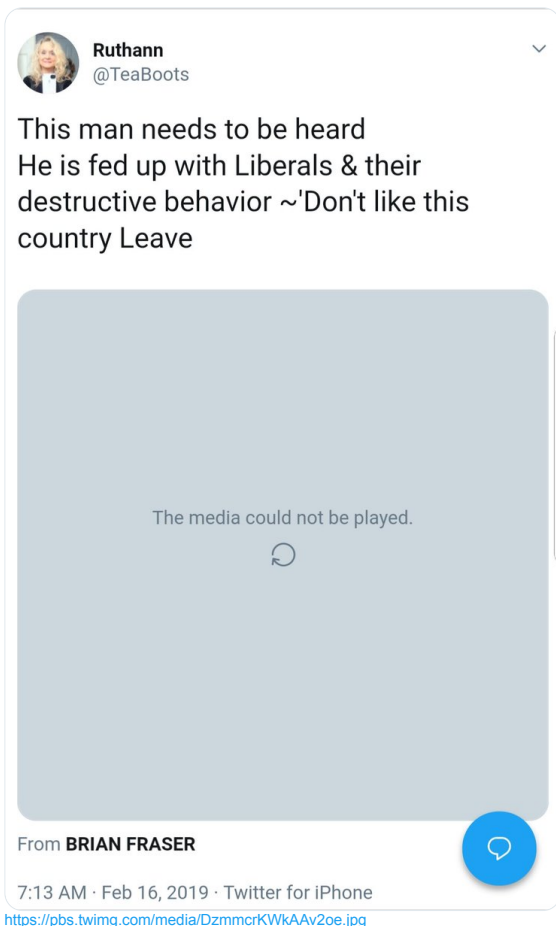 Ruthann
@TeaBoots
This man needs to be heard
He is fed up with Liberals & their
destructive behavior ~'Don't like this
country Leave
The media could not be played.
From BRIAN FRASER
7:13 AM · Feb 16, 2019 · Twitter for iPhone
https://pbs.twimg.com/media/DzmmcrKWkAAv2oe.jpg